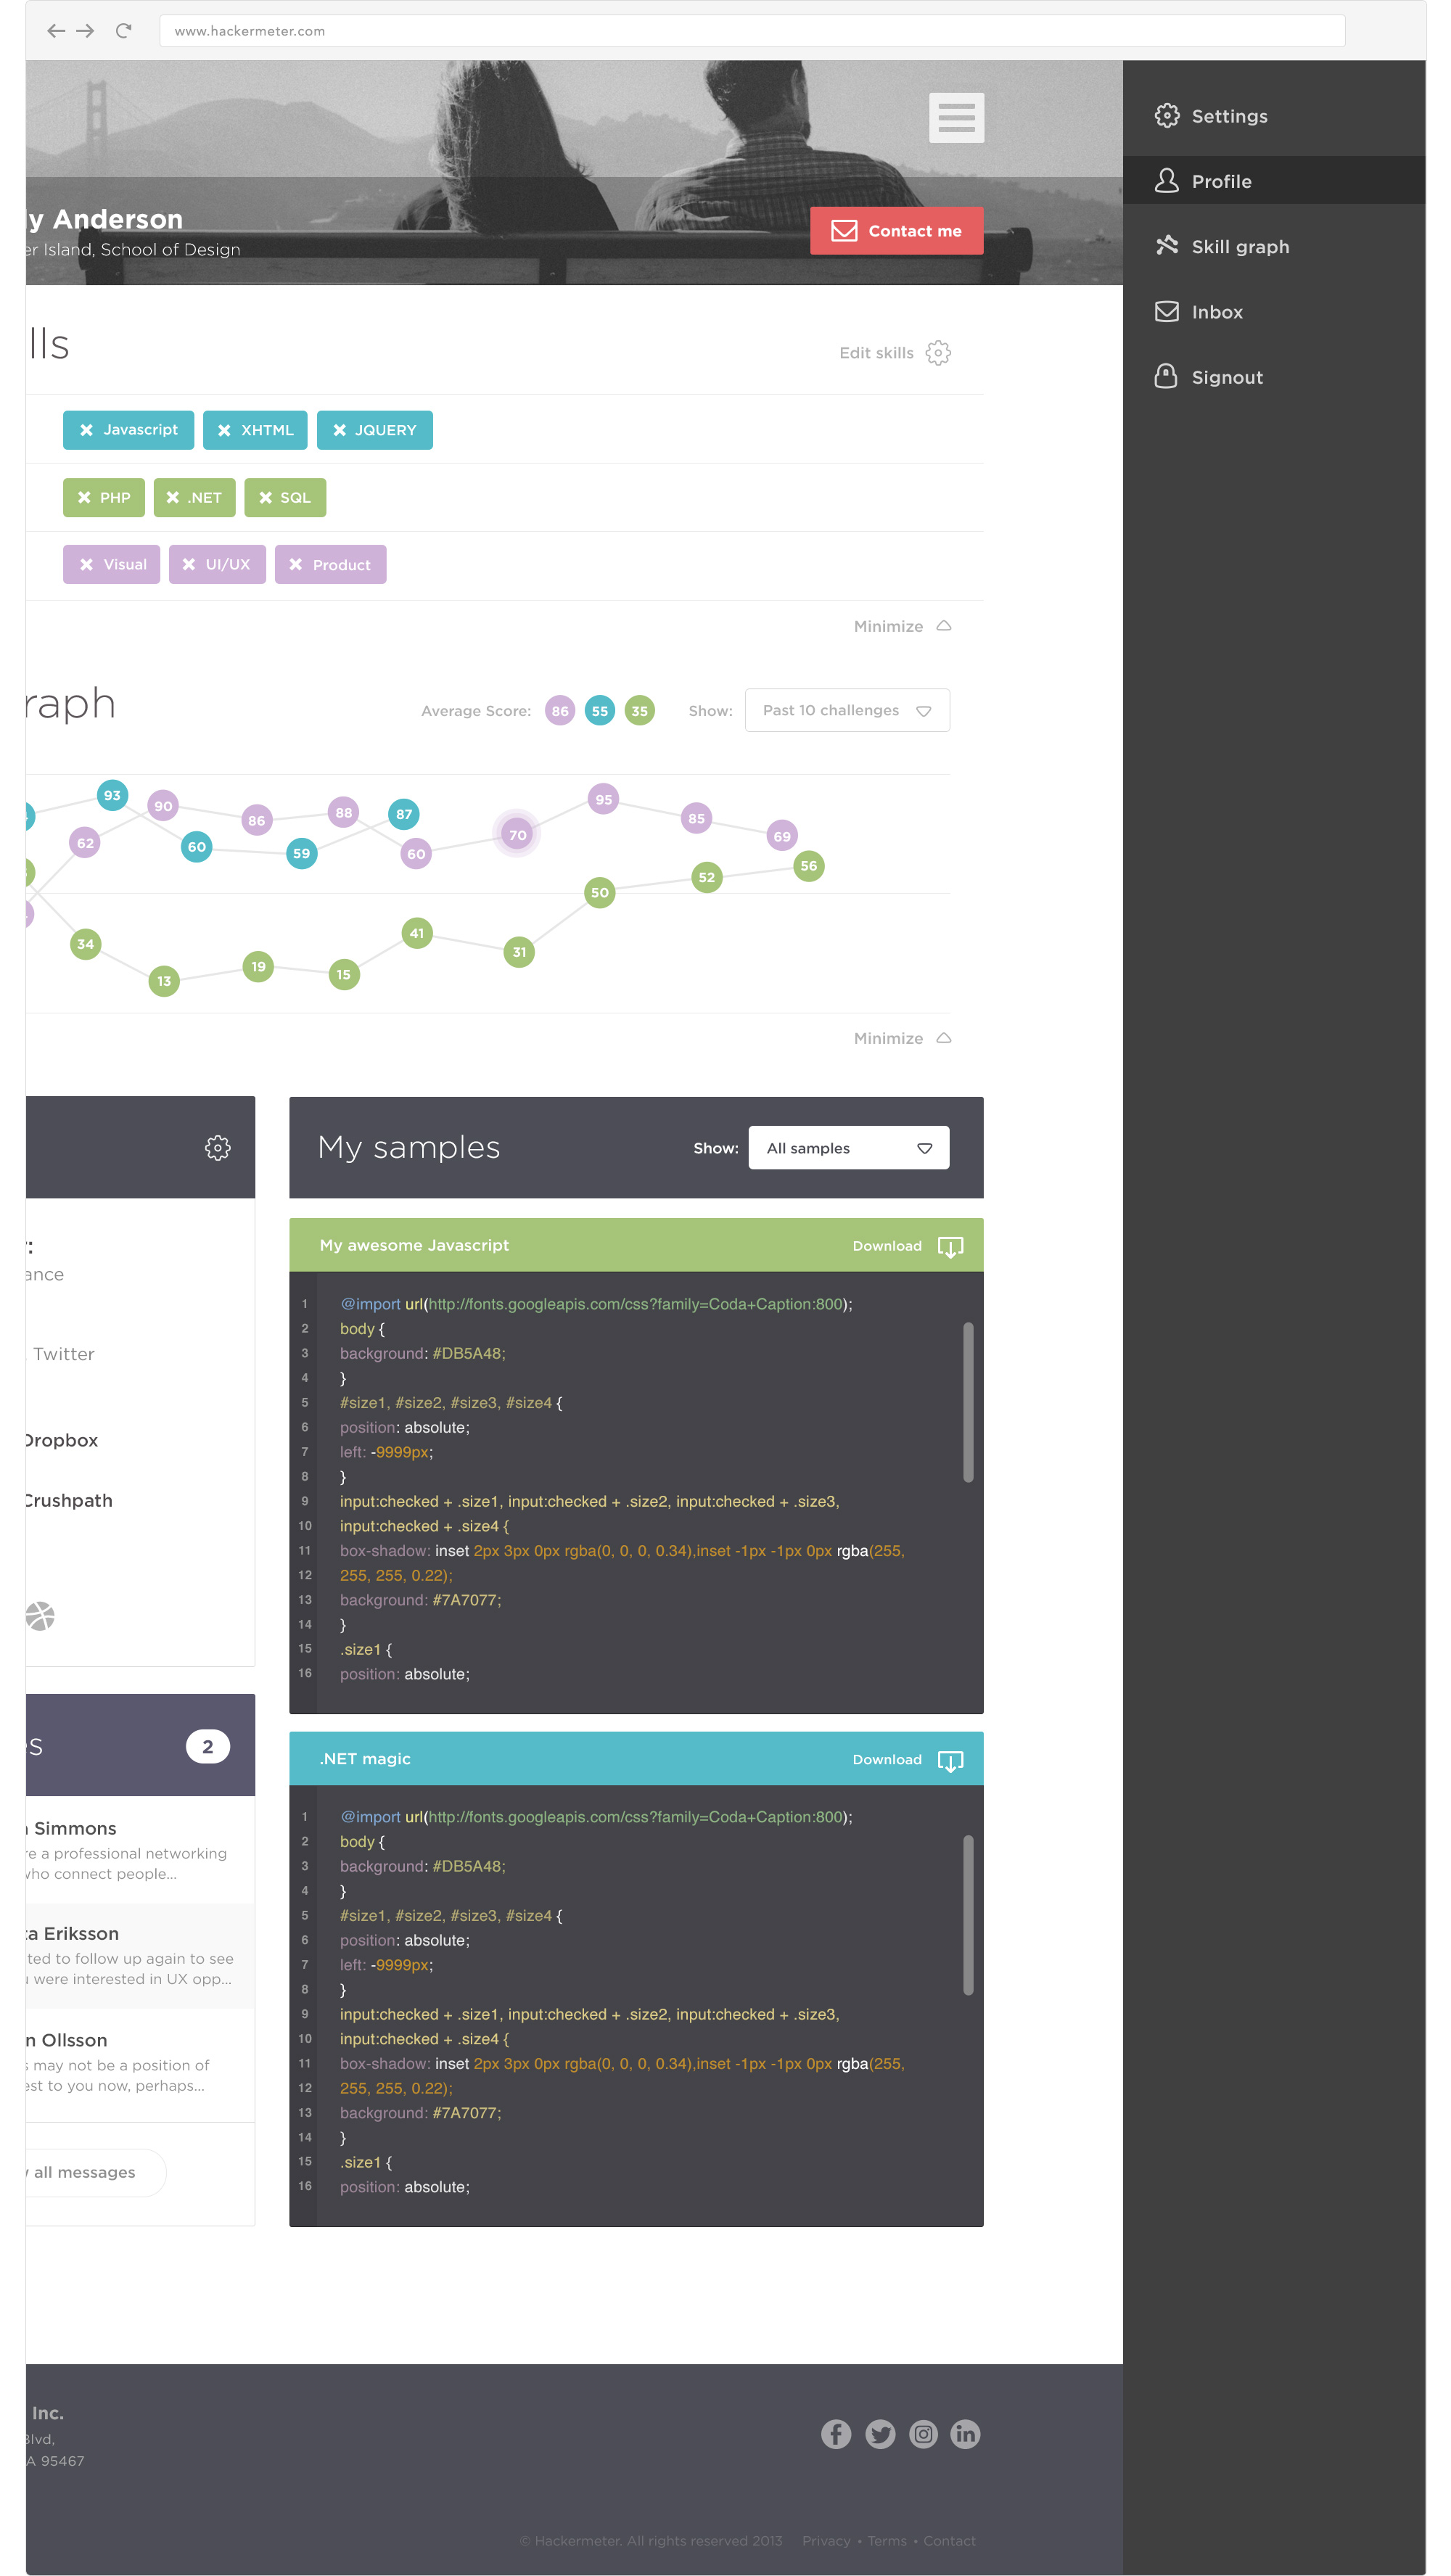 www.hackermeter.com
Settings
Profile
Skill graph
Inbox
Signout
Anderson
Island, School of Design
Contact me
Edit skills
Javascript XHTML JQUERY
PHP .NET SQL
Visual UI/UX Product
Minimize
Average Score: 86 55 35 Show: Past 10 challenges
93 90 86 88 87 95 85 69
62 60 59 60 70 56
34 13 19 15 41 31 50 52
Minimize
Twitter
2
Simmons
a professional networking
connect people...
Eriksson
to follow up again to see
were interested in UX opp...
Ollsson
may not be a position of
to you now, perhaps...
all messages
My samples
Show: All samples
My awesome Javascript Download
1 @import url(http://fonts.googleapis.com/css?family=Coda+Caption:800);
2 body {
3 background: #DB5A48;
4 }
5 #size1, #size2, #size3, #size4 {
6 position: absolute;
7 left: -9999px;
8 }
9 input:checked + .size1, input:checked + .size2, input:checked + .size3,
10 input:checked + .size4 {
11 box-shadow: inset 2px 3px 0px rgba(0, 0, 0, 0.34),inset -1px -1px 0px rgba(255,
12 255, 255, 0.22);
13 background: #7A7077;
14 }
15 .size1 {
16 position: absolute;
.NET magic Download
1 @import url(http://fonts.googleapis.com/css?family=Coda+Caption:800);
2 body {
3 background: #DB5A48;
4 }
5 #size1, #size2, #size3, #size4 {
6 position: absolute;
7 left: -9999px;
8 }
9 input:checked + .size1, input:checked + .size2, input:checked + .size3,
10 input:checked + .size4 {
11 box-shadow: inset 2px 3px 0px rgba(0, 0, 0, 0.34),inset -1px -1px 0px rgba(255,
12 255, 255, 0.22);
13 background: #7A7077;
14 }
15 .size1 {
16 position: absolute;
Inc.
95467
© Hackermeter. All rights reserved 2013 Privacy • Terms • Contact